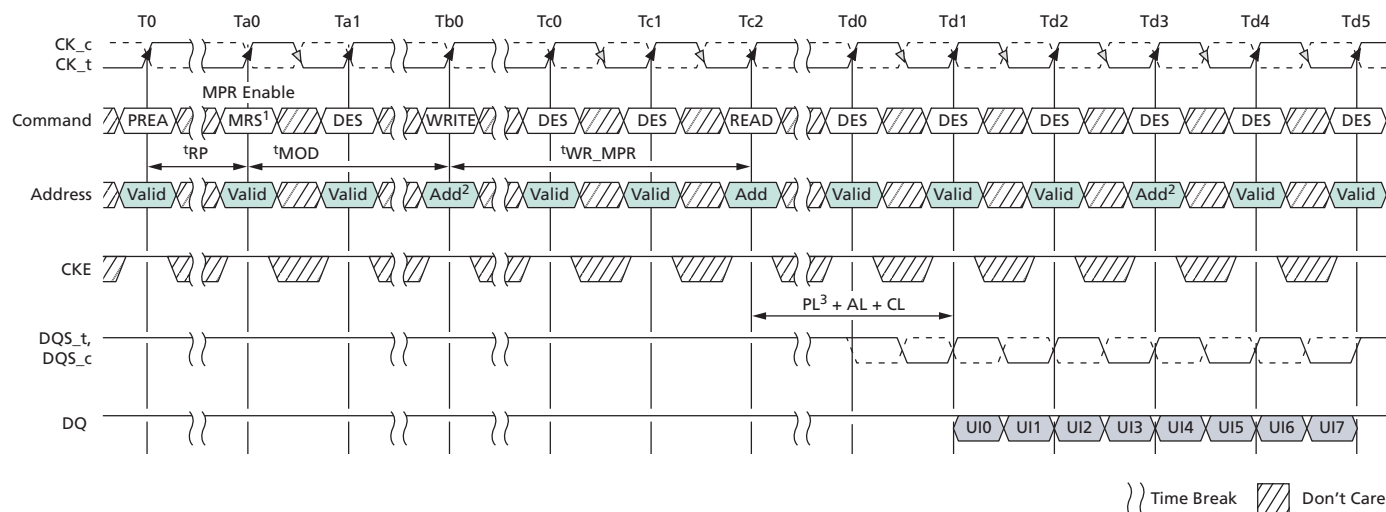 T0 Ta0 Ta1 Tb0 Tc0 Tc1 Tc2 Td0 Td1 Td2 Td3 Td4 Td5
CK_c
CK_t
MPR Enable
Command PREA MRS1 DES WRITE DES DES READ DES DES DES DES DES DES
tRP tMOD tWR_MPR
Address Valid Valid Valid Add2 Valid Valid Add Valid Valid Valid Add2 Valid Valid
CKE
PL3 + AL + CL
DQS_t,
DQS_c
DQ UI0 UI1 UI2 UI3 UI4 UI5 UI6 UI7
Time Break Don't Care